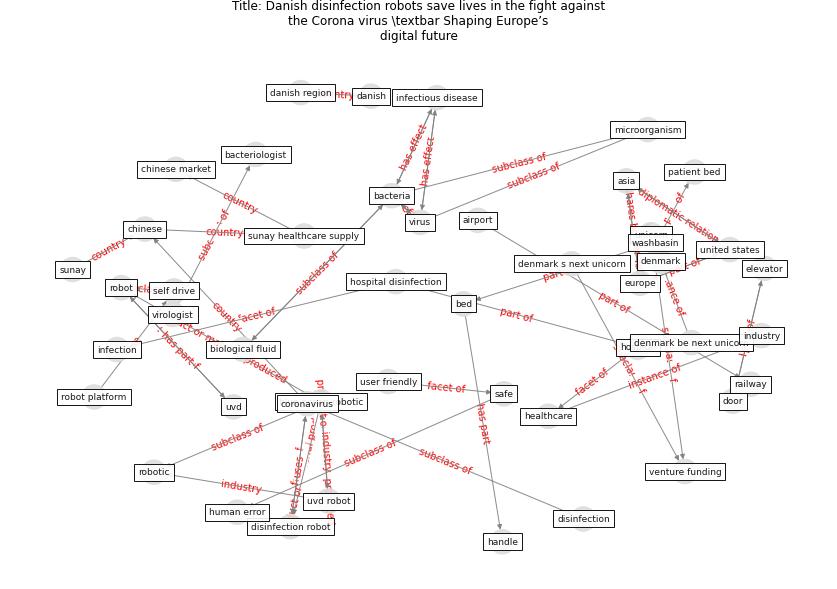 Title: Danish disinfection robots save lives in the fight against
the Corona virus \textbar Shaping Europe’s
digital future
danish region
danish
infectious disease
has effect
has effect
microorganism
bacteriologist
chinese market
subclass of
subclass of
asia
patient bed
country
bacteria
virus
airport
diplomatic relation
chinese
country
sunay healthcare supply
washbasin
united states
country
denmark s next unicorn
denmark
sunay
subclass of
elevator
europe
robot
self drive
hospital disinfection
part of
bed
part of
virologist
country
facet of
part of
industry
infection
biological fluid
denmark be next unicorn
user friendly
facet of
safe
facet of
instance of
railway
robot platform
uvd
coronavirus
healthcare
door
has part
subclass of
subclass of
subclass of
robotic
venture funding
industry
uvd robot
human error
disinfection robot
disinfection
handle